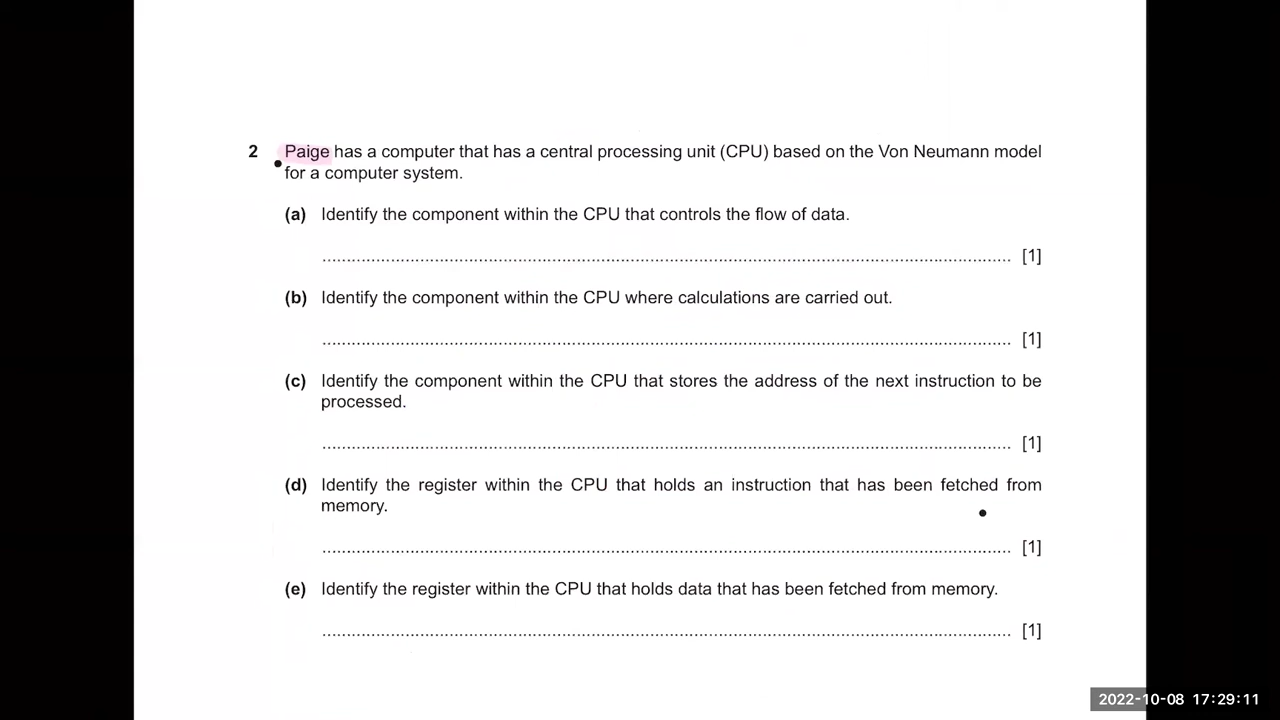 2 Paige has a computer that has a central processing unit (CPU) based on the Von Neumann model
for a computer system.
(a) Identify the component within the CPU that controls the flow of data.
.................................................................................................................................................. [1]
(b) Identify the component within the CPU where calculations are carried out.
.................................................................................................................................................. [1]
(c) Identify the component within the CPU that stores the address of the next instruction to be
processed.
.................................................................................................................................................. [1]
(d) Identify the register within the CPU that holds an instruction that has been fetched from
memory.
.................................................................................................................................................. [1]
(e) Identify the register within the CPU that holds data that has been fetched from memory.
.................................................................................................................................................. [1]
2022-10-08 17:29:11